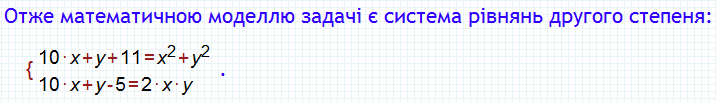 Отже математичною моделлю задачі є система рівнянь другого степеня:
{ 10·x+y+11=x²+y²
10·x+y-5=2·x·y .